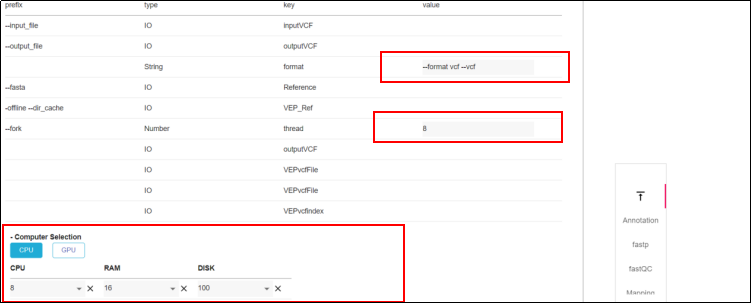 prefix type key value
--input_file IO inputVCF
--output_file IO outputVCF
String format --format vcf --vcf
--fasta IO Reference
-offline --dir_cache IO VEP_Ref
--fork Number thread 8
IO outputVCF
IO VEPvcfFile
IO VEPvcfFile
IO VEPvcfIndex
- Computer Selection
CPU GPU
CPU RAM DISK
8 16 100
Annotation
fastp
fastQC
Mapping